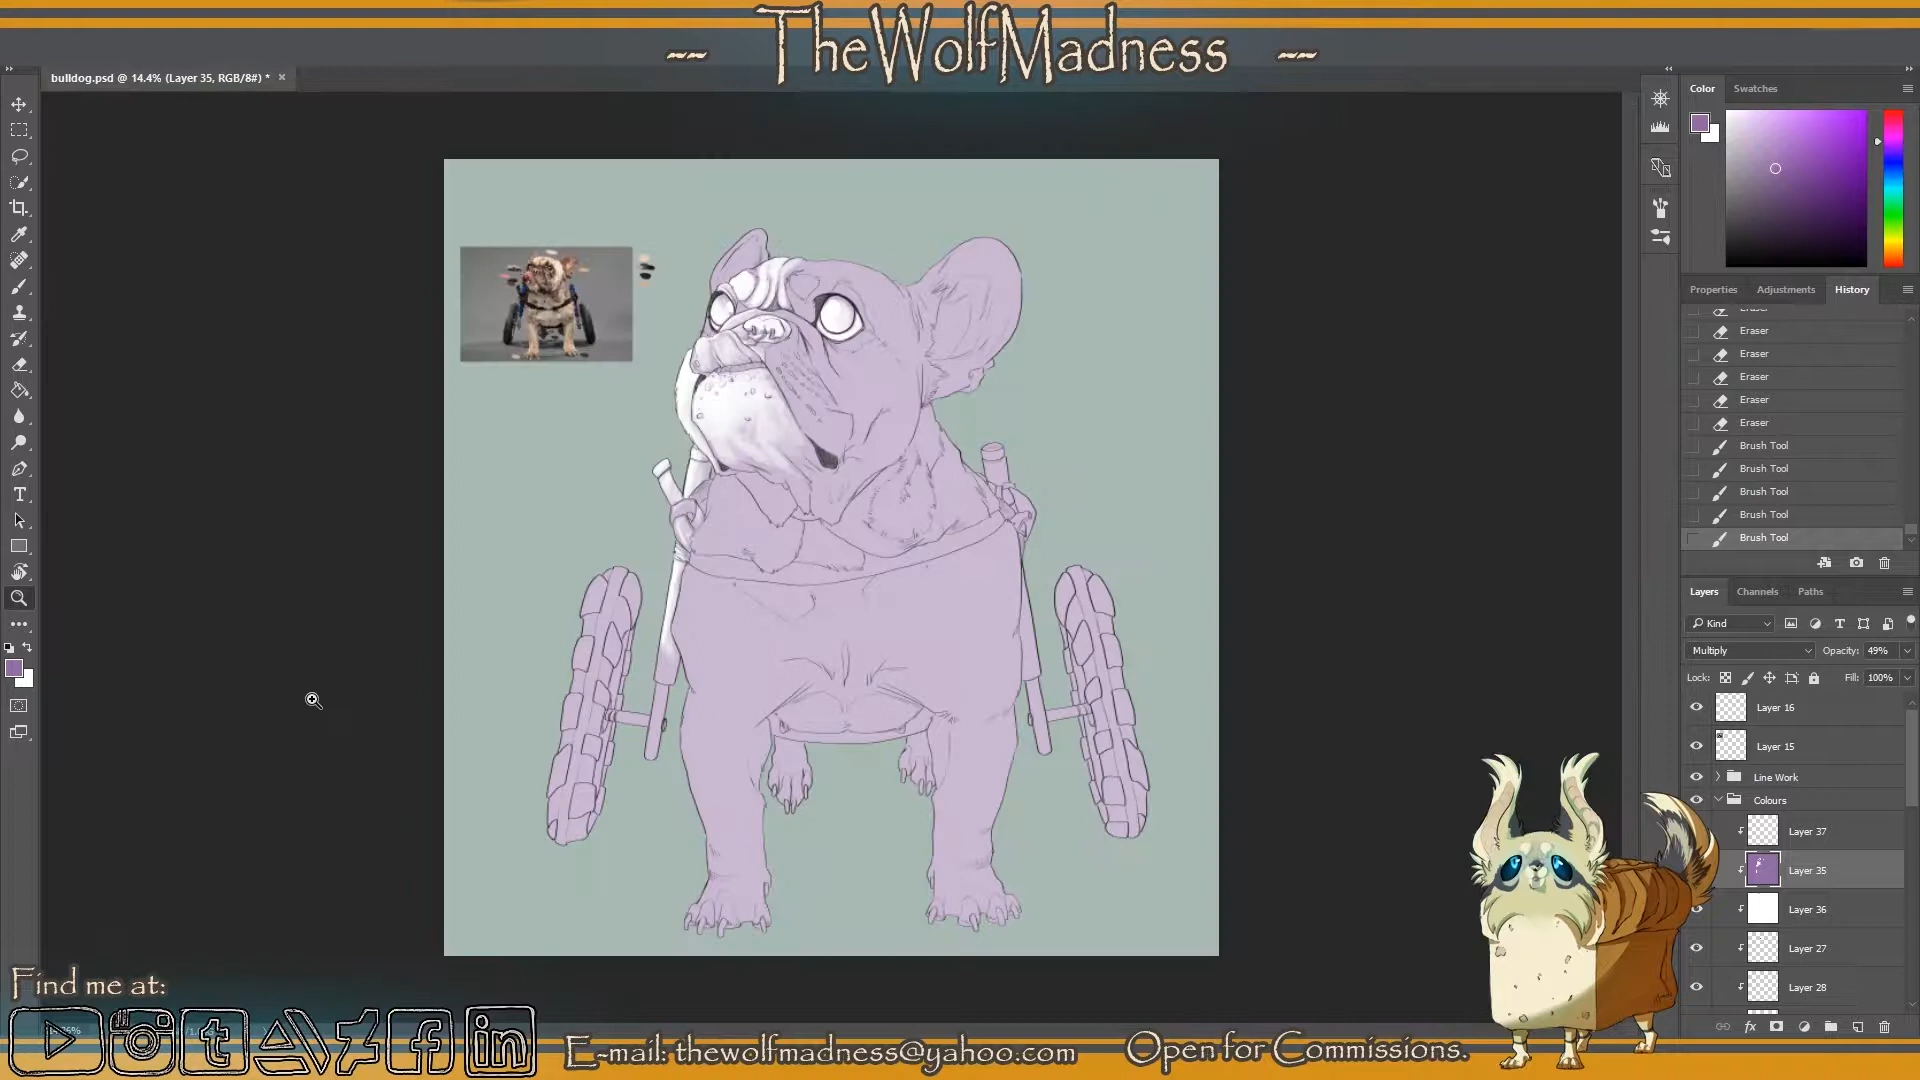 -- TheWolfMadness --
bulldog.psd @ 14.4% (Layer 35, RGB/8#) *
Color
Swatches
Properties
Adjustments
History
Eraser
Eraser
Eraser
Eraser
Eraser
Eraser
Brush Tool
Brush Tool
Brush Tool
Brush Tool
Brush Tool
Layers
Channels
Paths
Kind
Multiply
Opacity: 49%
Lock:
Fill: 100%
Layer 16
Layer 15
Line Work
Colours
Layer 37
Layer 35
Layer 36
Layer 27
Layer 28
Find me at:
E-mail: thewolfmadness@yahoo.com
Open for Commissions.